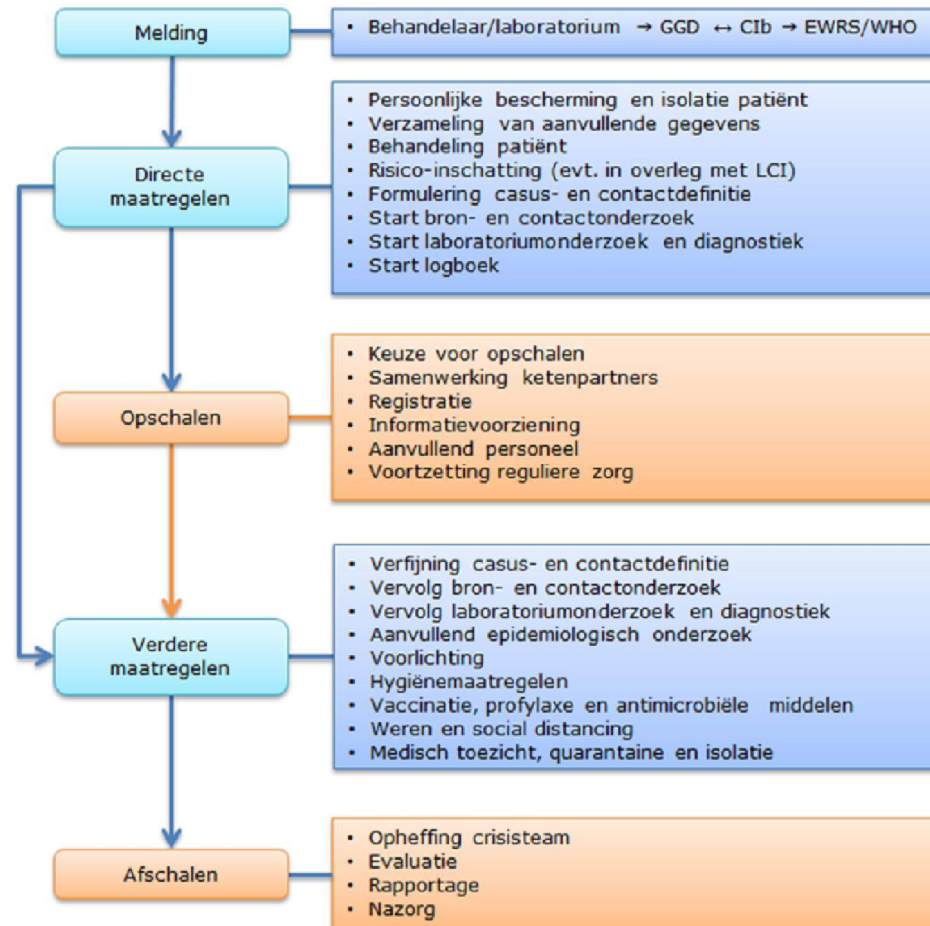 Melding
• Behandelaar/laboratorium → GGD ↔ CIb → EWRS/WHO
Directe
maatregelen
• Persoonlijke bescherming en isolatie patiënt
• Verzameling van aanvullende gegevens
• Behandeling patiënt
• Risico-inschatting (evt. in overleg met LCI)
• Formulering casus- en contactdefinitie
• Start bron- en contactonderzoek
• Start laboratoriumonderzoek en diagnostiek
• Start logboek
Opschalen
• Keuze voor opschalen
• Samenwerking ketenpartners
• Registratie
• Informatievoorziening
• Aanvullend personeel
• Voortzetting reguliere zorg
Verdere
maatregelen
• Verfijning casus- en contactdefinitie
• Vervolg bron- en contactonderzoek
• Vervolg laboratoriumonderzoek en diagnostiek
• Aanvullend epidemiologisch onderzoek
• Voorlichting
• Hygiënemaatregelen
• Vaccinatie, profylaxe en antimicrobiële middelen
• Weren en social distancing
• Medisch toezicht, quarantaine en isolatie
Afschalen
• Opheffing crisisteam
• Evaluatie
• Rapportage
• Nazorg